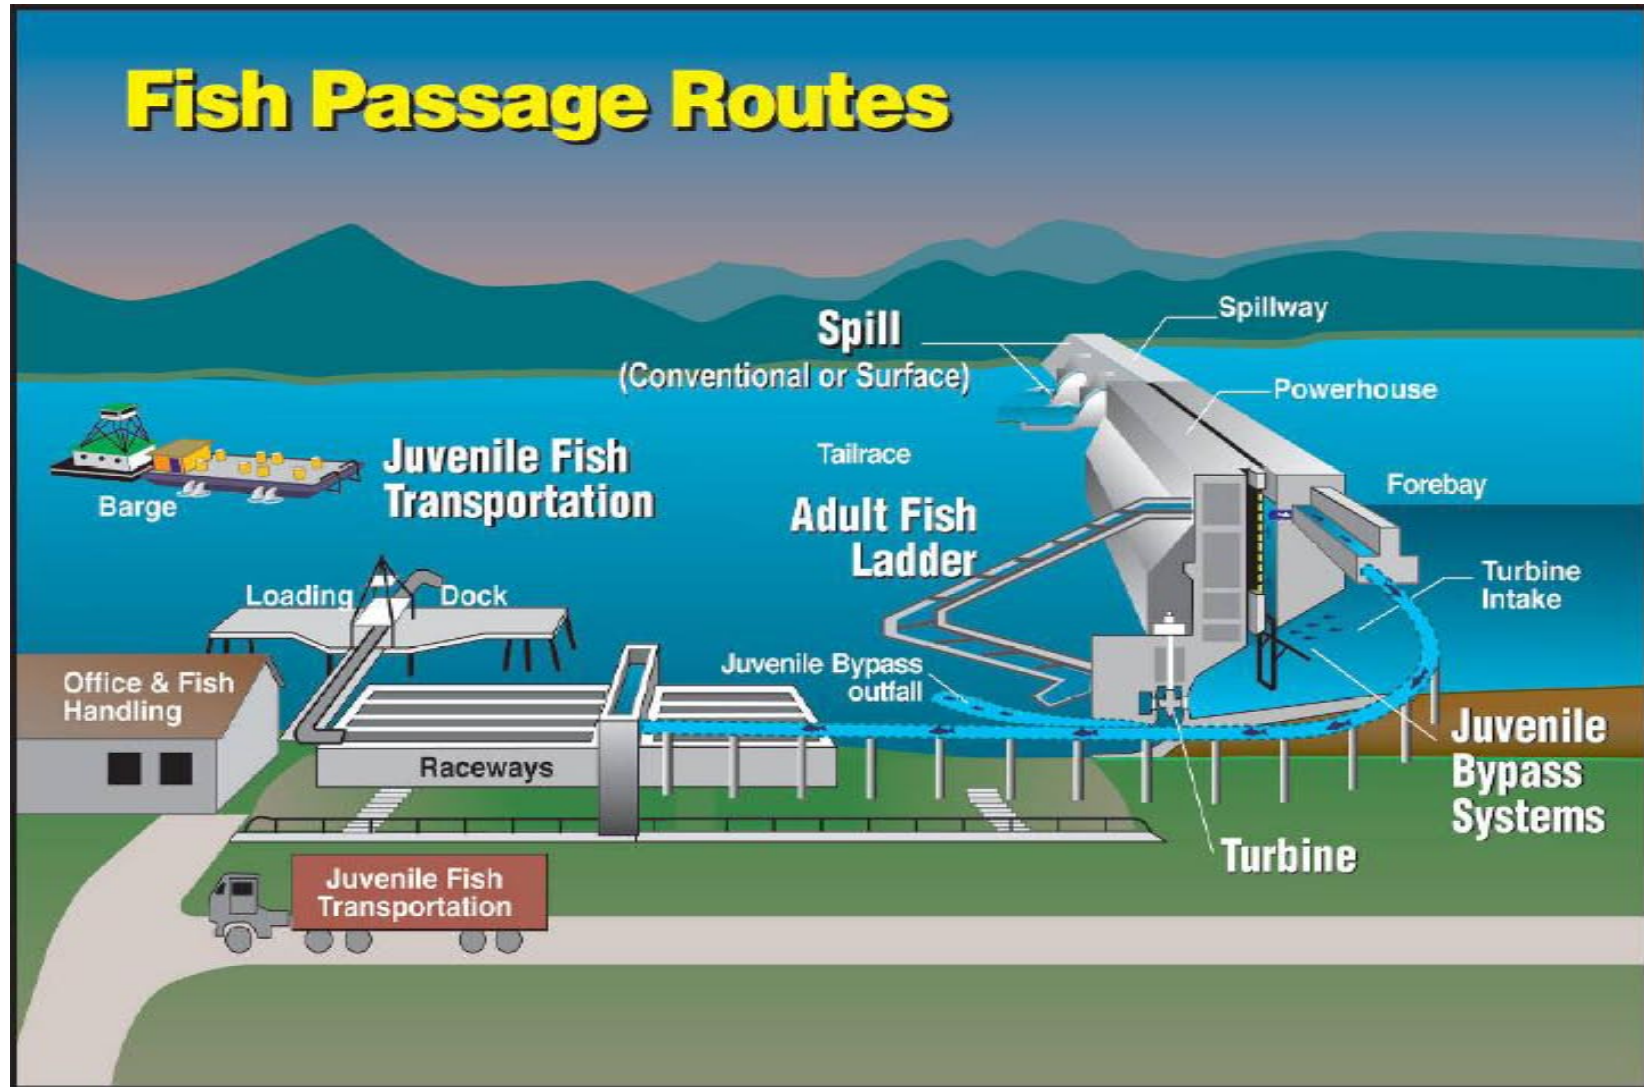 Fish Passage Routes
Spill
(Conventional or Surface)
Spillway
Powerhouse
Tailrace
Forebay
Barge
Juvenile Fish
Transportation
Adult Fish
Ladder
Turbine
Intake
Loading
Dock
Juvenile Bypass
outfall
Office & Fish
Handling
Raceways
Juvenile
Bypass
Systems
Turbine
Juvenile Fish
Transportation